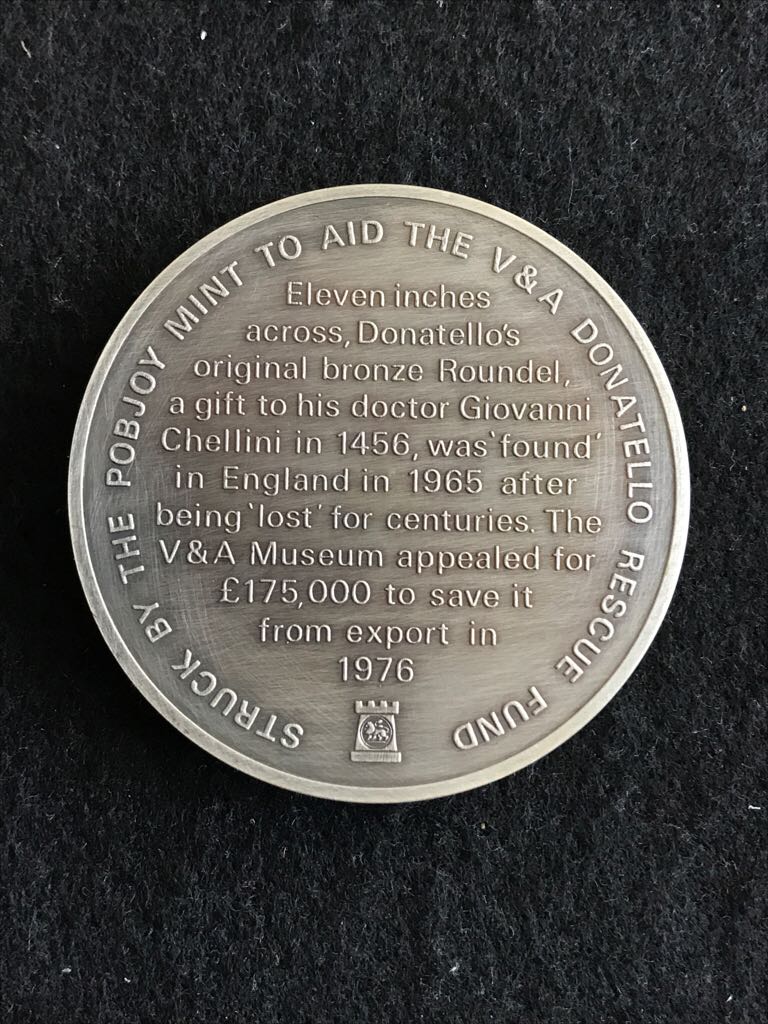 STRUCK BY THE POBJOY MINT TO AID THE V&A DONATELLO RESCUE FUND
Eleven inches
across, Donatello's
original bronze Roundel,
a gift to his doctor Giovanni
Chellini in 1456, was 'found'
in England in 1965 after
being 'lost' for centuries. The
V&A Museum appealed for
£175,000 to save it
from export in
1976